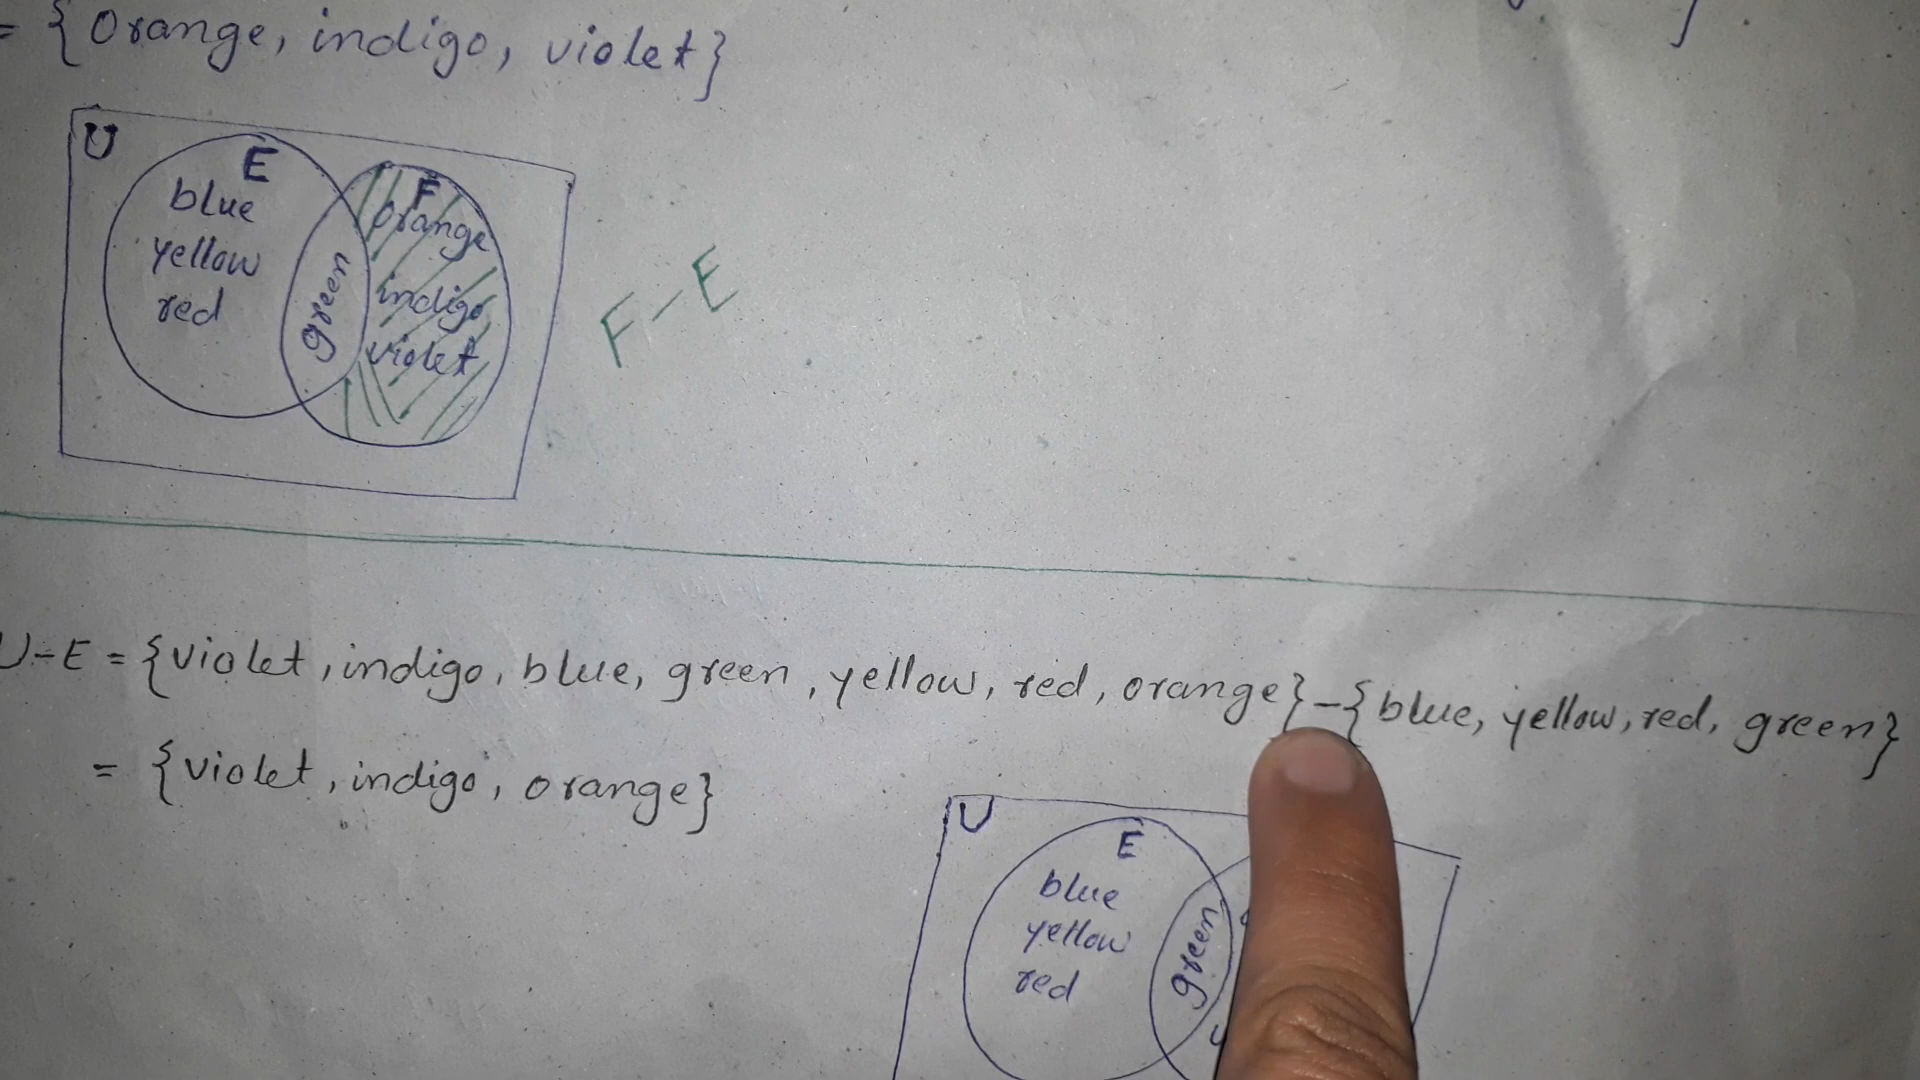 = {orange, indigo, violet}
U
E
F
blue
orange
yellow
green
indigo
red
violet
F-E
U-E = {violet, indigo, blue, green, yellow, red, orange} - {blue, yellow, red, green}
= {violet, indigo, orange}
U
E
blue
green
yellow
red